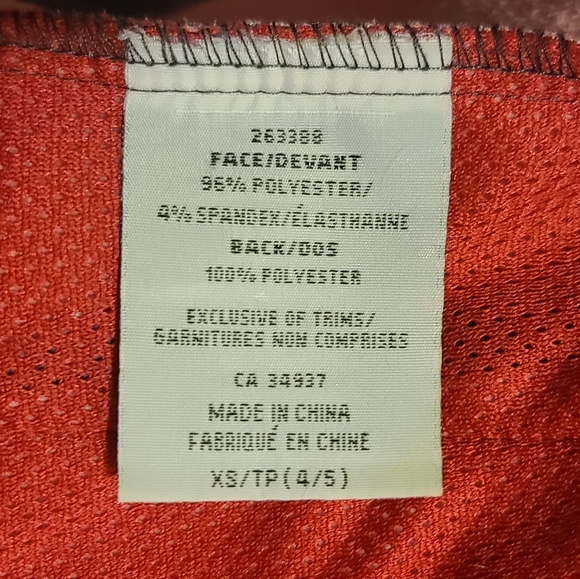 263388
FACE/DEVANT
96% POLYESTER/
4% SPANDEX/ÉLASTHANNE
BACK/DOS
100% POLYESTER
EXCLUSIVE OF TRIMS/
GARNITURES NON COMPRISES
CA 34937
MADE IN CHINA
FABRIQUÉ EN CHINE
XS/TP(4/5)